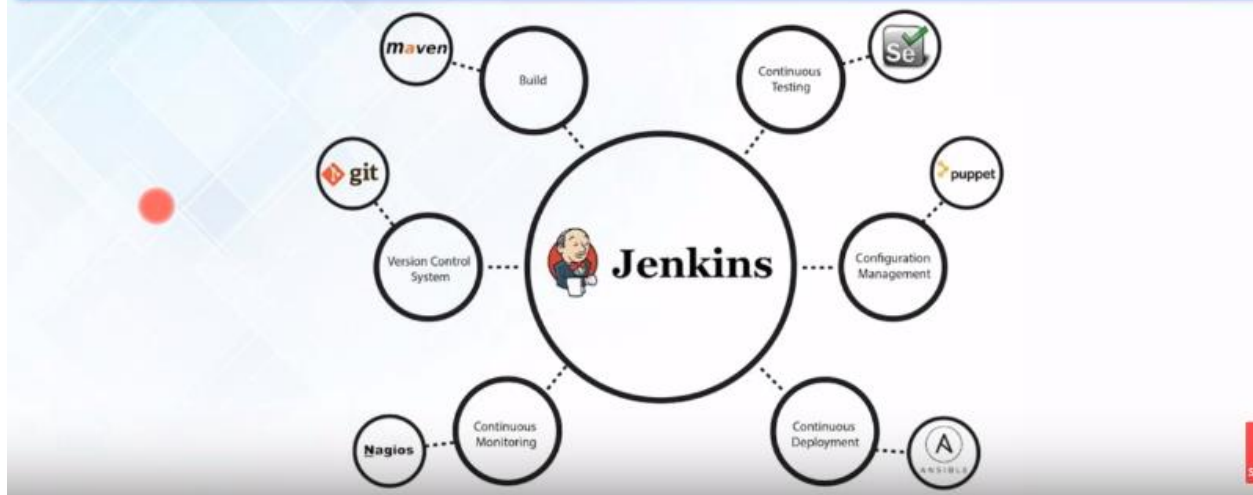 maven
Build
Continuous
Testing
Se
git
puppet
Version Control
System
Jenkins
Configuration
Management
Continuous
Monitoring
Nagios
Continuous
Deployment
A
ANSIBLE